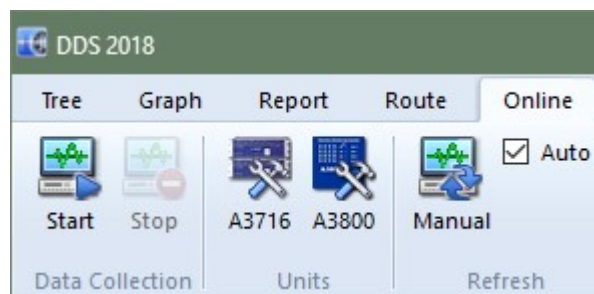 DDS 2018
Tree Graph Report Route Online
Auto
Start Stop A3716 A3800 Manual
Data Collection Units Refresh